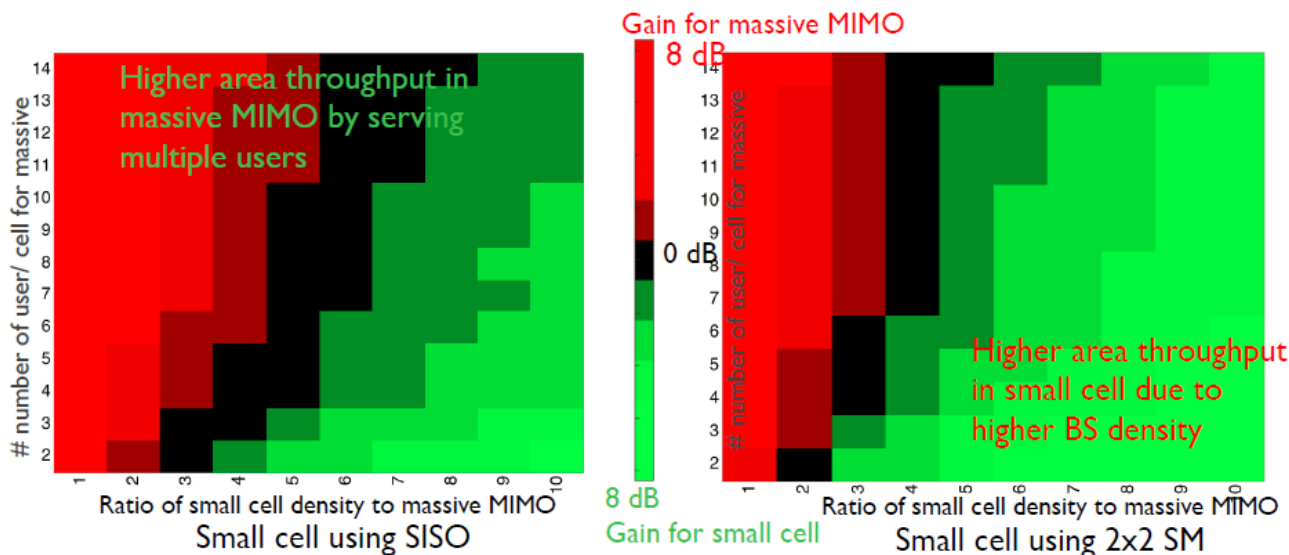 Gain for massive MIMO
8 dB
0 dB
8 dB
Gain for small cell
# number of user/ cell for massive
14
13
12
11
10
9
8
7
6
5
4
3
2
Higher area throughput in
massive MIMO by serving
multiple users
1
2
3
4
5
6
7
8
9
10
Ratio of small cell density to massive MIMO
Small cell using SISO
# number of user/ cell for massive
14
13
12
11
10
9
8
7
6
5
4
3
2
Higher area throughput
in small cell due to
higher BS density
1
2
3
4
5
6
7
8
9
10
Ratio of small cell density to massive MIMO
Small cell using 2x2 SM